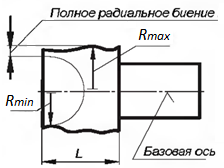 Полное радиальное биение
Rmax
Rmin
L
Базовая ось